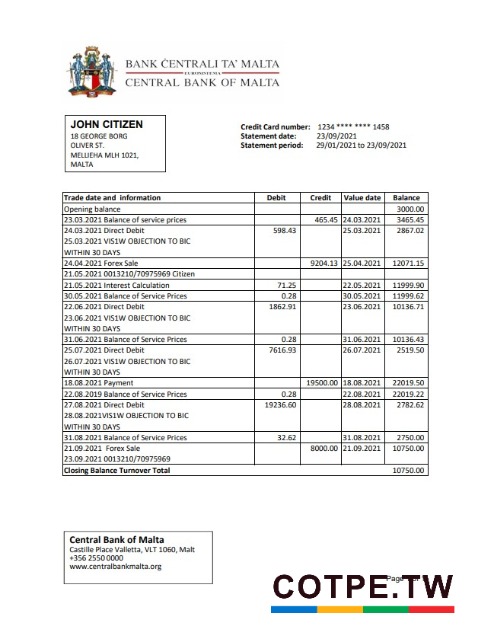 BANK ĊENTRALI TA' MALTA
EUROSYSTEM
CENTRAL BANK OF MALTA
JOHN CITIZEN
18 GEORGE BORG
OLIVER ST.
MELLIEHA MLH 1021,
MALTA
Credit Card number: 1234 **** **** 1458
Statement date: 23/09/2021
Statement period: 29/01/2021 to 23/09/2021
Trade date and information Debit Credit Value date Balance
Opening balance 3000.00
23.03.2021 Balance of service prices 465.45 24.03.2021 3465.45
24.03.2021 Direct Debit 598.43 25.03.2021 2867.02
25.03.2021 VIS1W OBJECTION TO BIC
WITHIN 30 DAYS
24.04.2021 Forex Sale 9204.13 25.04.2021 12071.15
21.05.2021 0013210/70975969 Citizen
21.05.2021 Interest Calculation 71.25 22.05.2021 11999.90
30.05.2021 Balance of Service Prices 0.28 30.05.2021 11999.62
22.06.2021 Direct Debit 1862.91 23.06.2021 10136.71
23.06.2021 VIS1W OBJECTION TO BIC
WITHIN 30 DAYS
31.06.2021 Balance of Service Prices 0.28 31.06.2021 10136.43
25.07.2021 Direct Debit 7616.93 26.07.2021 2519.50
26.07.2021 VIS1W OBJECTION TO BIC
WITHIN 30 DAYS
18.08.2021 Payment 19500.00 18.08.2021 22019.50
22.08.2019 Balance of Service Prices 0.28 22.08.2021 22019.22
27.08.2021 Direct Debit 19236.60 28.08.2021 2782.62
28.08.2021VIS1W OBJECTION TO BIC
WITHIN 30 DAYS
31.08.2021 Balance of Service Prices 32.62 31.08.2021 2750.00
21.09.2021 Forex Sale 8000.00 21.09.2021 10750.00
23.09.2021 0013210/70975969
Closing Balance Turnover Total 10750.00
Central Bank of Malta
Castille Place Valletta, VLT 1060, Malt
+356 2550 0000
www.centralbankmalta.org
Page
COTPE.TW